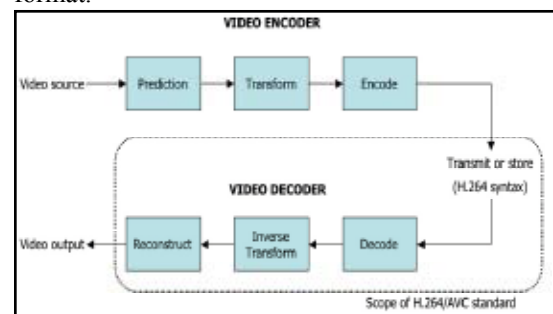 format.
VIDEO ENCODER
Video source
Prediction
Transform
Encode
Transmit or store
(H.264 syntax)
VIDEO DECODER
Video output
Reconstruct
Inverse
Transform
Decode
Scope of H.264/AVC standard